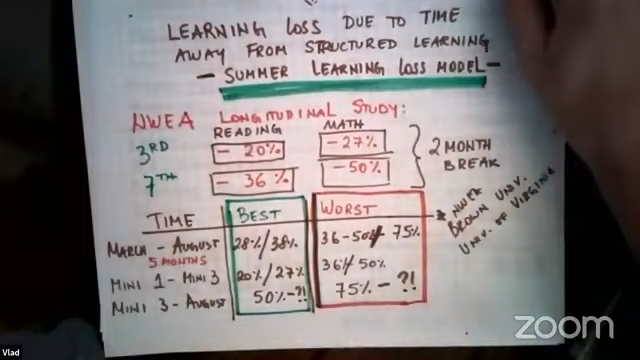 LEARNING LOSS DUE TO TIME
AWAY FROM STRUCTURED LEARNING
- SUMMER LEARNING LOSS MODEL -
NWEA LONGITUDINAL STUDY:
READING MATH
3RD - 20% - 27%
7TH - 36% - 50%
2 MONTH
BREAK
TIME BEST WORST
NWEA
BROWN UNIV.
UNIV. OF VIRGINIA
MARCH - AUGUST 28%/38% 36-50% 75%
5 MONTHS
MINI 1 - MINI 3 20%/27% 36%/50%
MINI 3 - AUGUST 50%-?! 75% - ?!
zoom
Vlad